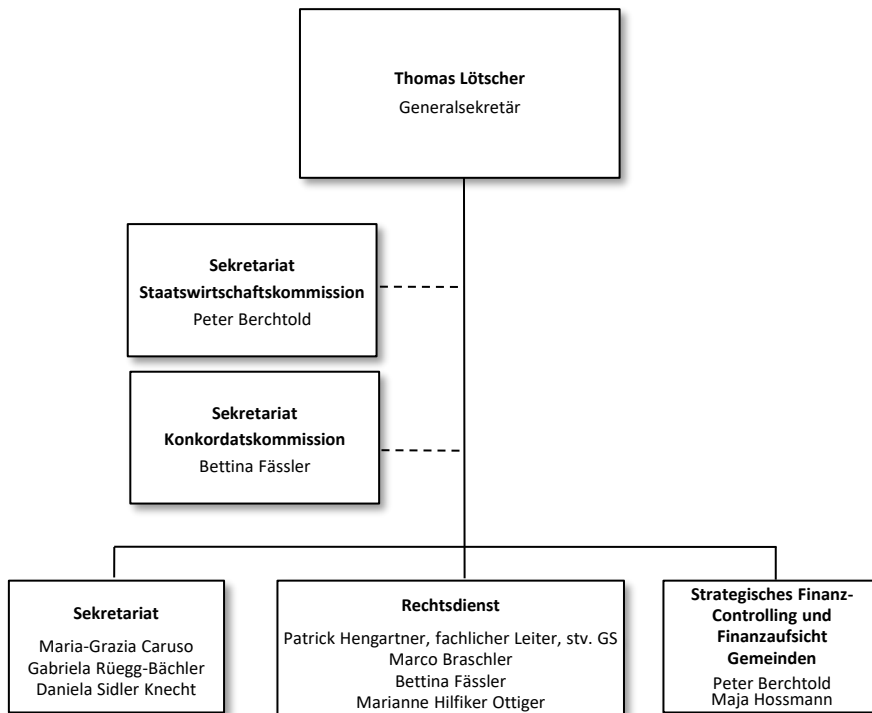 Thomas Lötscher
Generalsekretär
Sekretariat
Staatswirtschaftskommission
Peter Berchtold
Sekretariat
Konkordatskommission
Bettina Fässler
Sekretariat
Maria-Grazia Caruso
Gabriela Rüegg-Bächler
Daniela Sidler Knecht
Rechtsdienst
Patrick Hengartner, fachlicher Leiter, stv. GS
Marco Braschler
Bettina Fässler
Marianne Hilfiker Ottiger
Strategisches Finanz-
Controlling und
Finanzaufsicht
Gemeinden
Peter Berchtold
Maja Hossmann